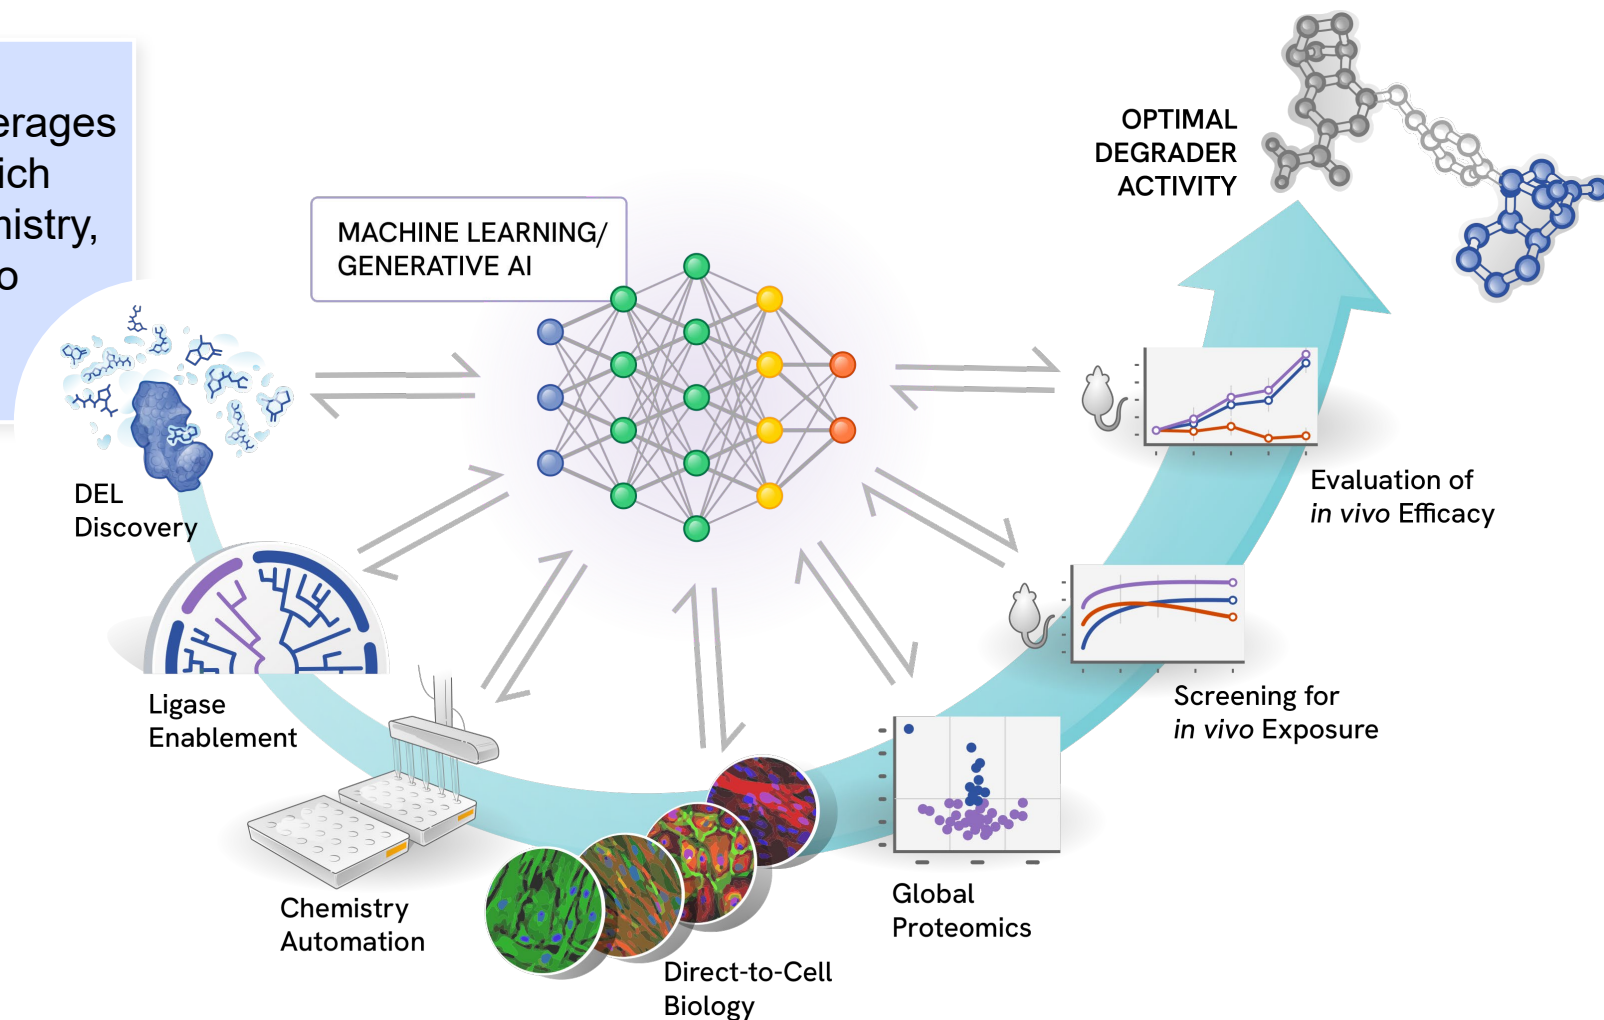 erages
ich
nistry,
o
MACHINE LEARNING/
GENERATIVE AI
OPTIMAL
DEGRADER
ACTIVITY
DEL
Discovery
Ligase
Enablement
Chemistry
Automation
Direct-to-Cell
Biology
Global
Proteomics
Screening for
in vivo Exposure
Evaluation of
in vivo Efficacy